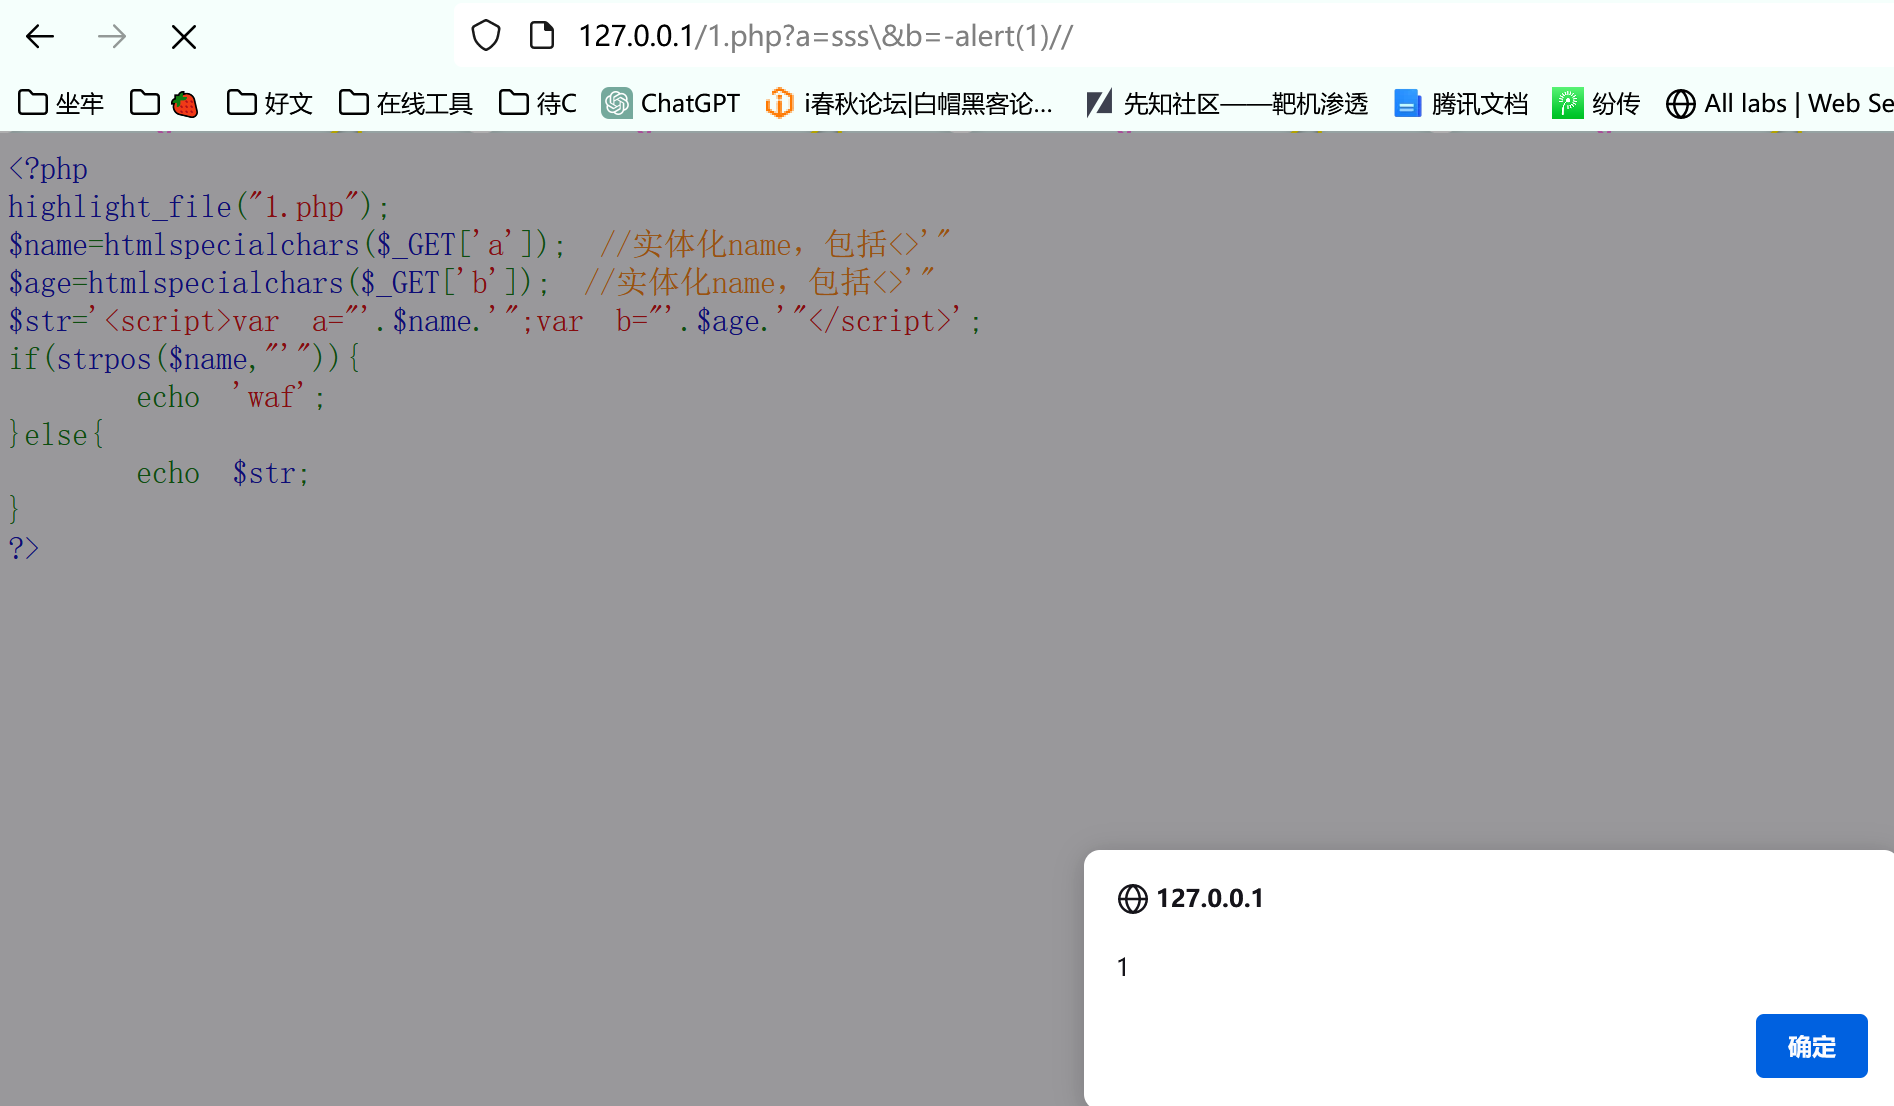 127.0.0.1/1.php?a=sss\&b=-alert(1)//
坐牢 好文 在线工具 待C ChatGPT i春秋论坛|白帽黑客论... 先知社区——靶机渗透 腾讯文档 纷传 All labs | Web Se
<?php
highlight_file("1.php");
$name=htmlspecialchars($_GET['a']); //实体化name，包括<>'"
$age=htmlspecialchars($_GET['b']); //实体化name，包括<>'"
$str='<script>var a="'.$name.'";var b="'.$age.'"</script>';
if(strpos($name,"'")){
echo 'waf';
}else{
echo $str;
}
?>
127.0.0.1
1
确定